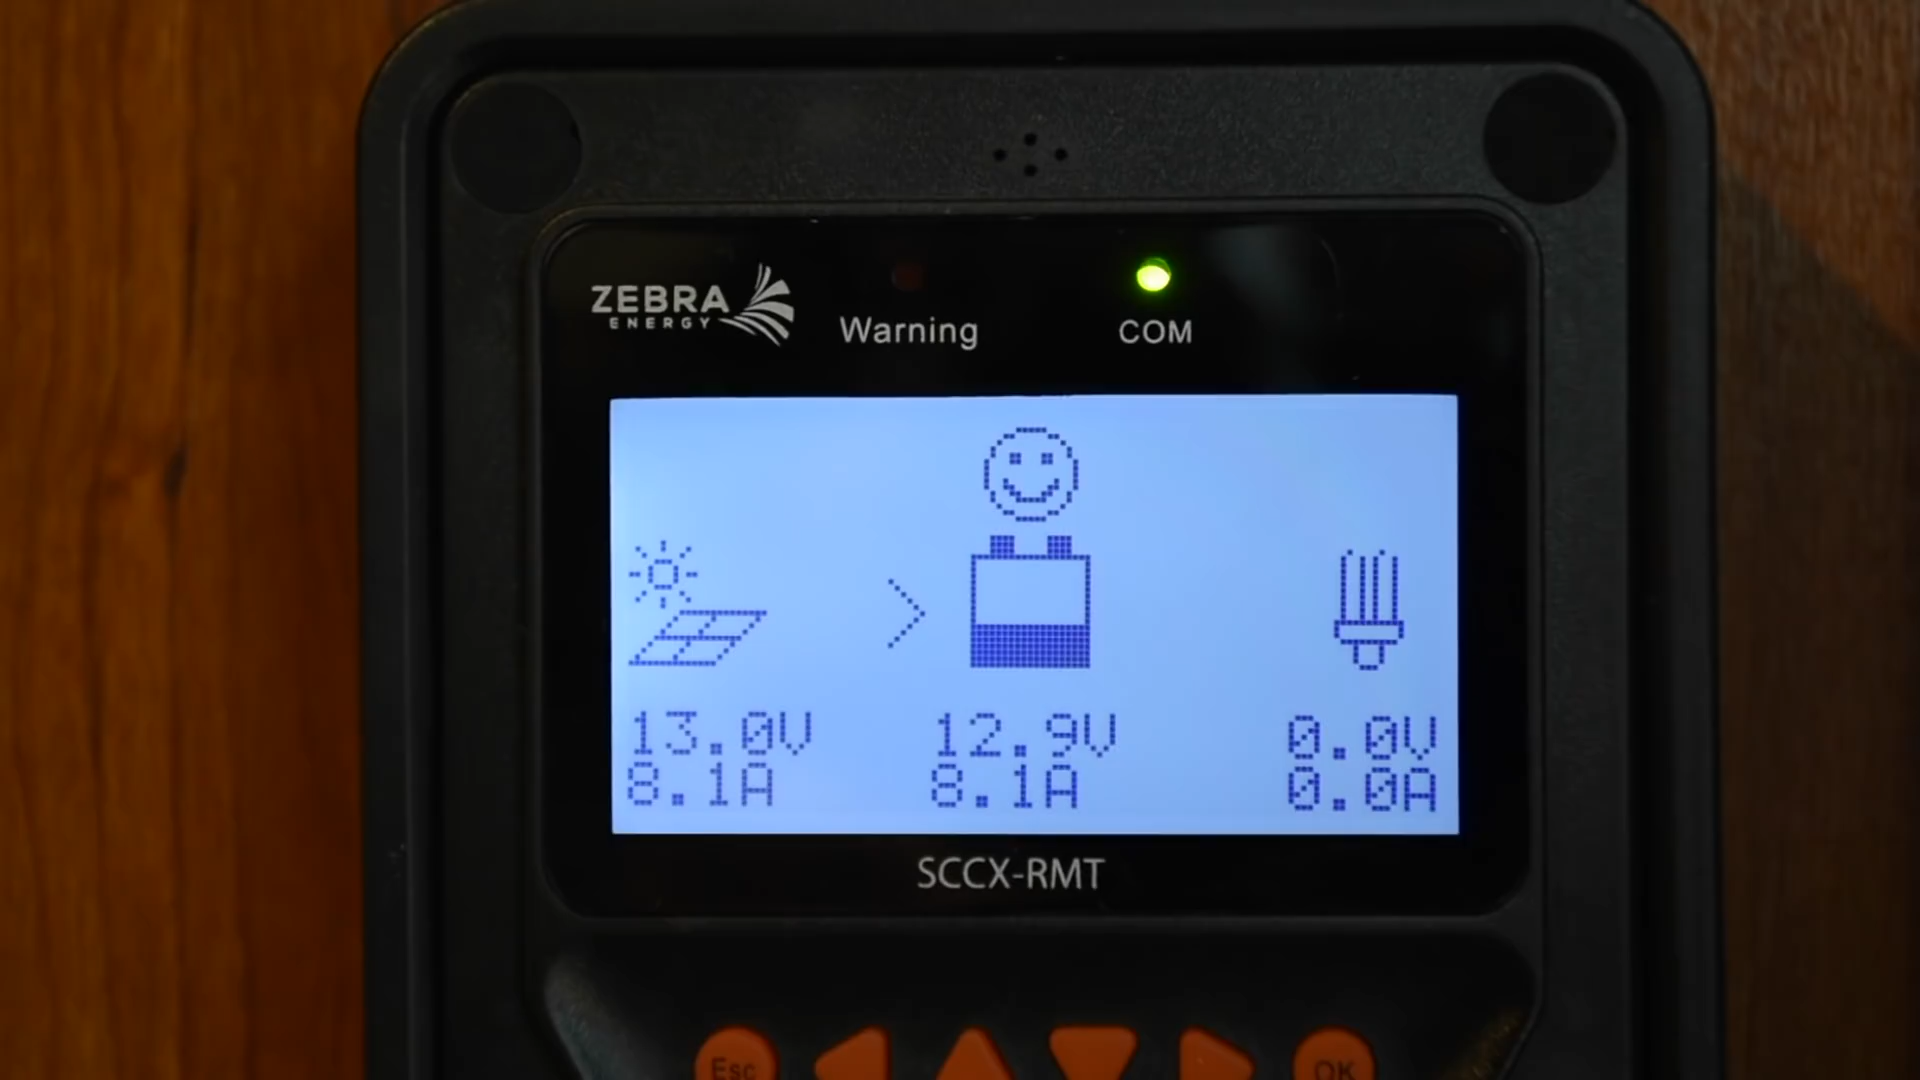 ZEBRA
ENERGY
Warning
COM
13.0V
8.1A
12.9V
8.1A
0.0V
0.0A
SCCX-RMT
Esc
OK